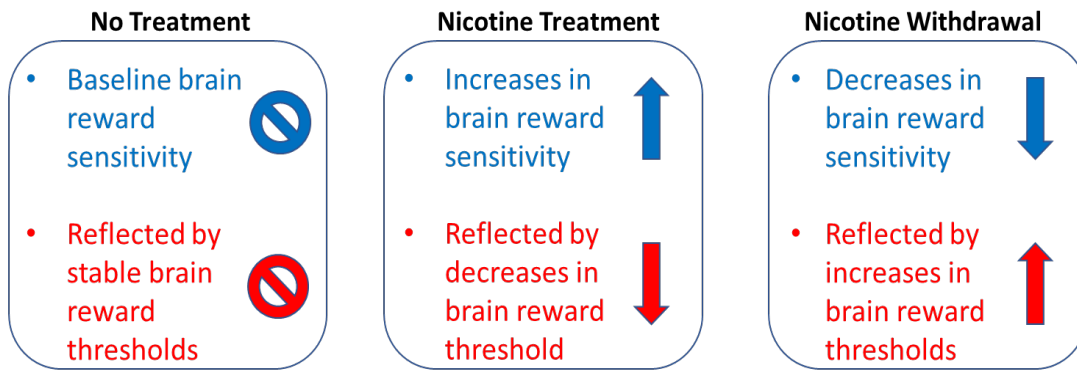 No Treatment
• Baseline brain
reward
sensitivity
• Reflected by
stable brain
reward
thresholds
Nicotine Treatment
• Increases in
brain reward
sensitivity
• Reflected by
decreases in
brain reward
threshold
Nicotine Withdrawal
• Decreases in
brain reward
sensitivity
• Reflected by
increases in
brain reward
thresholds